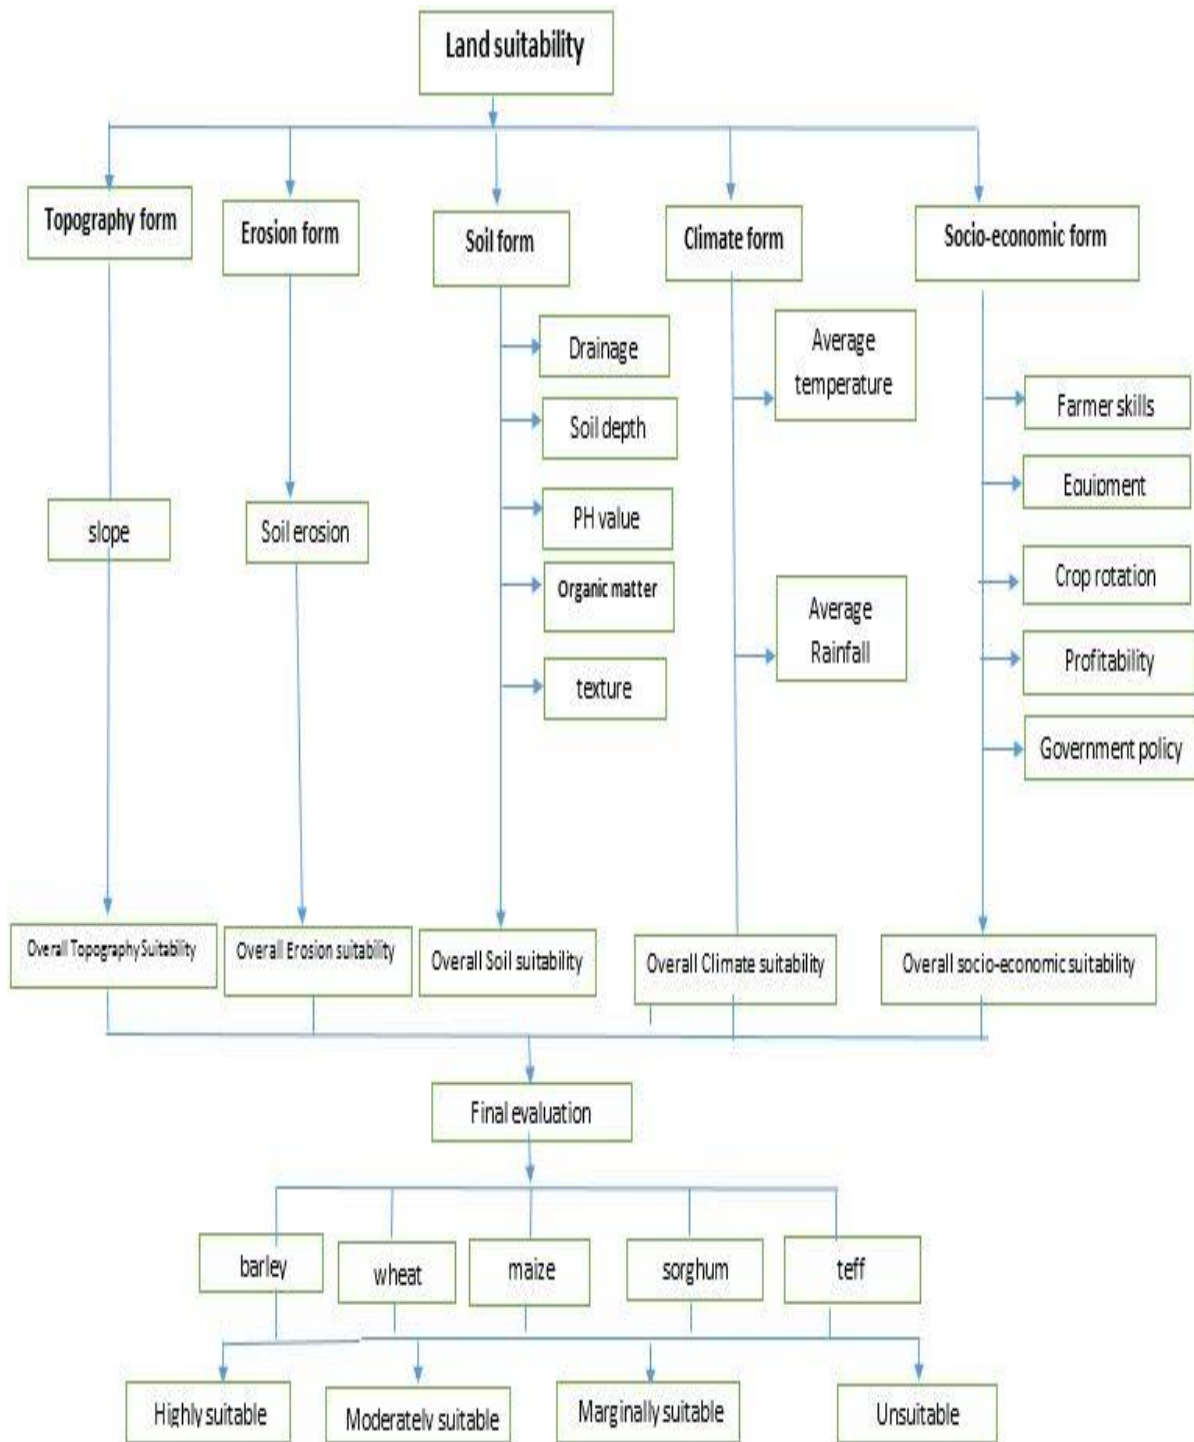 Land suitability
Topography form
Erosion form
Soil form
Climate form
Socio-economic form
Drainage
Soil depth
PH value
Organic matter
texture
Average
temperature
Average
Rainfall
Farmer skills
Equipment
Crop rotation
Profitability
Government policy
slope
Soil erosion
Overall Topography Suitability
Overall Erosion suitability
Overall Soil suitability
Overall Climate suitability
Overall socio-economic suitability
Final evaluation
barley
wheat
maize
sorghum
teff
Highly suitable
Moderately suitable
Marginally suitable
Unsuitable